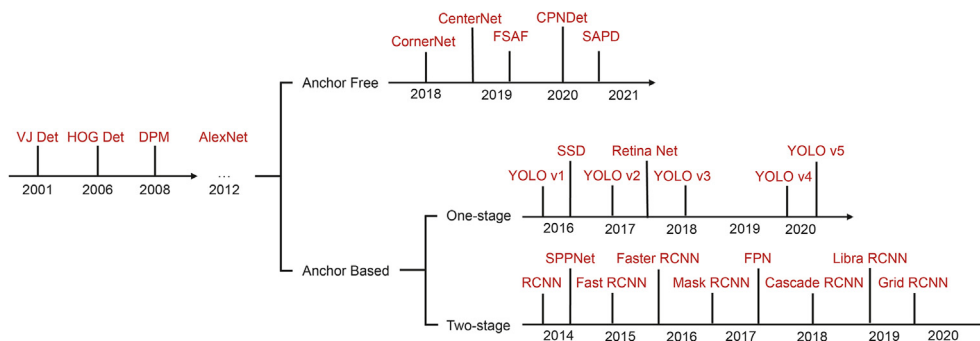 CenterNet CPNDet
CornerNet FSAF SAPD
Anchor Free
2018 2019 2020 2021
VJ Det HOG Det DPM AlexNet
...
2001 2006 2008 2012
SSD Retina Net YOLO v5
YOLO v1 YOLO v2 YOLO v3 YOLO v4
One-stage
2016 2017 2018 2019 2020
Anchor Based
SPPNet Faster RCNN FPN Libra RCNN
RCNN Fast RCNN Mask RCNN Cascade RCNN Grid RCNN
Two-stage
2014 2015 2016 2017 2018 2019 2020